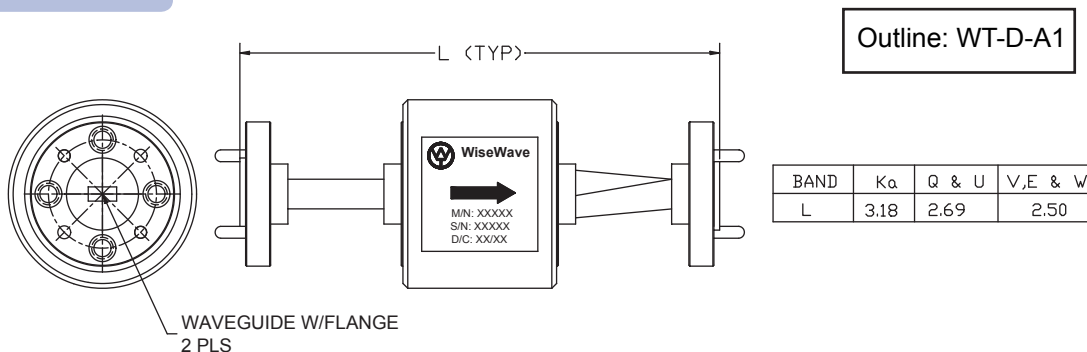 L (TYP)
Outline: WT-D-A1
WiseWave
M/N: XXXXX
S/N: XXXXX
D/C: XX/XX
BAND Ka Q & U V,E & W
L 3.18 2.69 2.50
WAVEGUIDE W/FLANGE
2 PLS